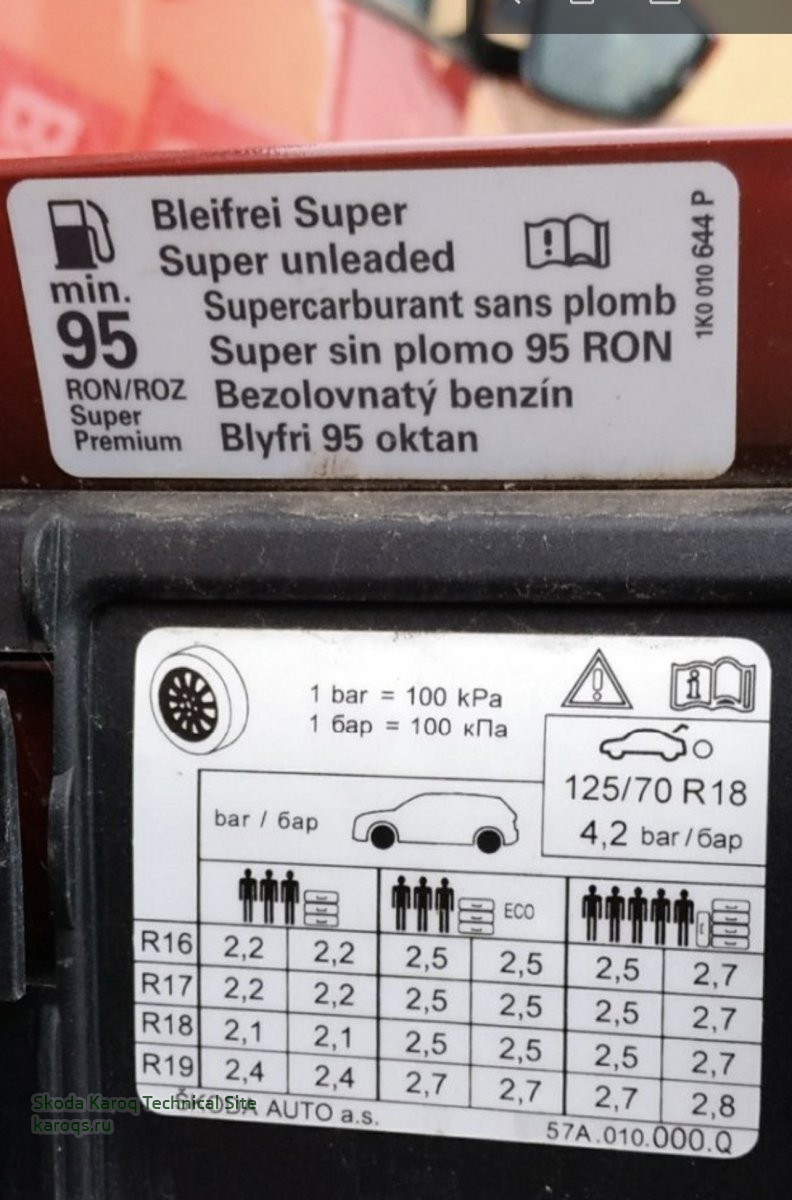 Bleifrei Super
Super unleaded
Supercarburant sans plomb
Super sin plomo 95 RON
Bezolovnatý benzín
Blyfri 95 oktan
min.
95
RON/ROZ
Super
Premium
1K0 010 644 P
1 bar = 100 kPa
1 бар = 100 кПа
125/70 R18
4,2 bar/бар
bar / бар
ECO
R16 2,2 2,2 2,5 2,5 2,5 2,7
R17 2,2 2,2 2,5 2,5 2,5 2,7
R18 2,1 2,1 2,5 2,5 2,5 2,7
R19 2,4 2,4 2,7 2,7 2,7 2,8
ŠKODA AUTO a.s.
57A.010.000.Q
Skoda Karoq Technical Site
karoqs.ru